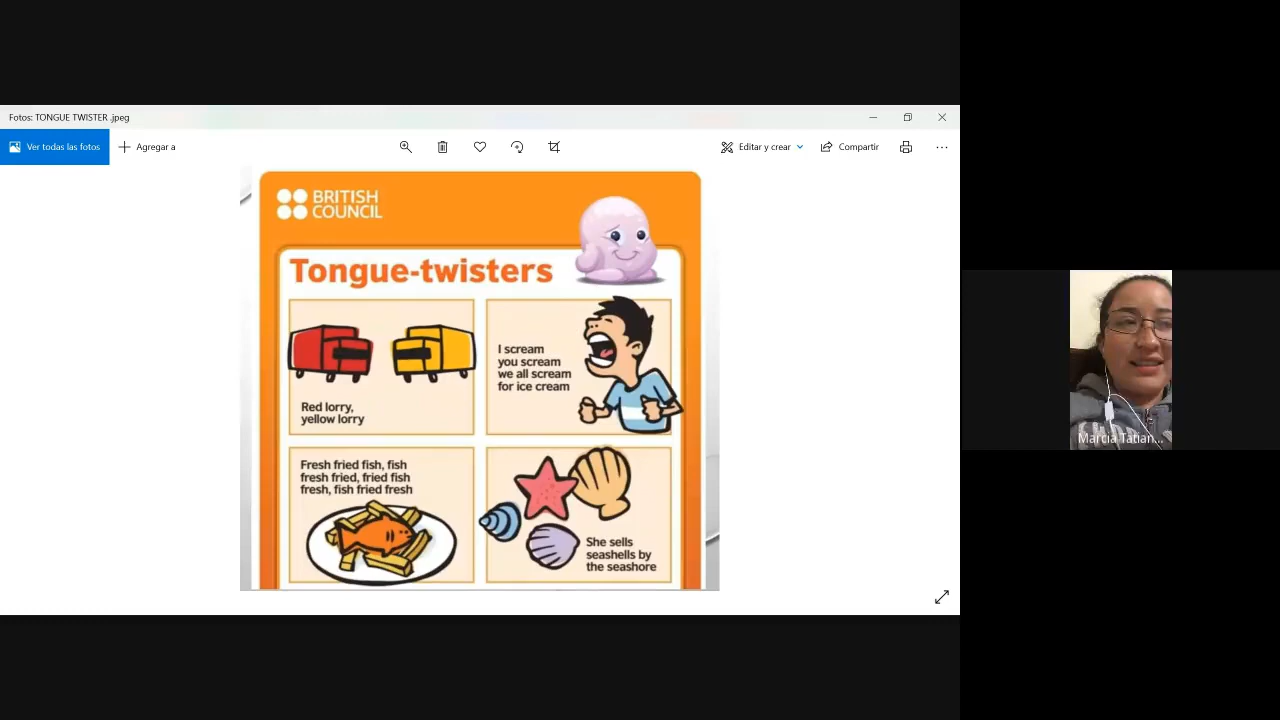 Fotos: TONGUE TWISTER .jpeg
Ver todas las fotos
Agregar a
Editar y crear
Compartir
BRITISH
COUNCIL
Tongue-twisters
Red lorry,
yellow lorry
I scream
you scream
we all scream
for ice cream
Fresh fried fish, fish
fresh fried, fried fish
fresh, fish fried fresh
She sells
seashells by
the seashore
Marcia Tatian...